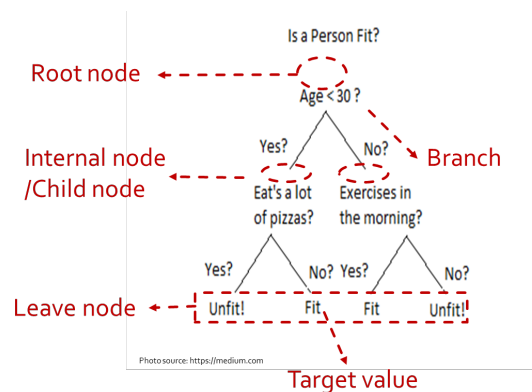 Is a Person Fit?
Root node
Age < 30 ?
Yes?
No?
Internal node
/Child node
Branch
Eat's a lot
of pizzas?
Exercises in
the morning?
Yes?
No?
Yes?
No?
Leave node
Unfit!
Fit
Fit
Unfit!
Photo source: https://medium.com
Target value